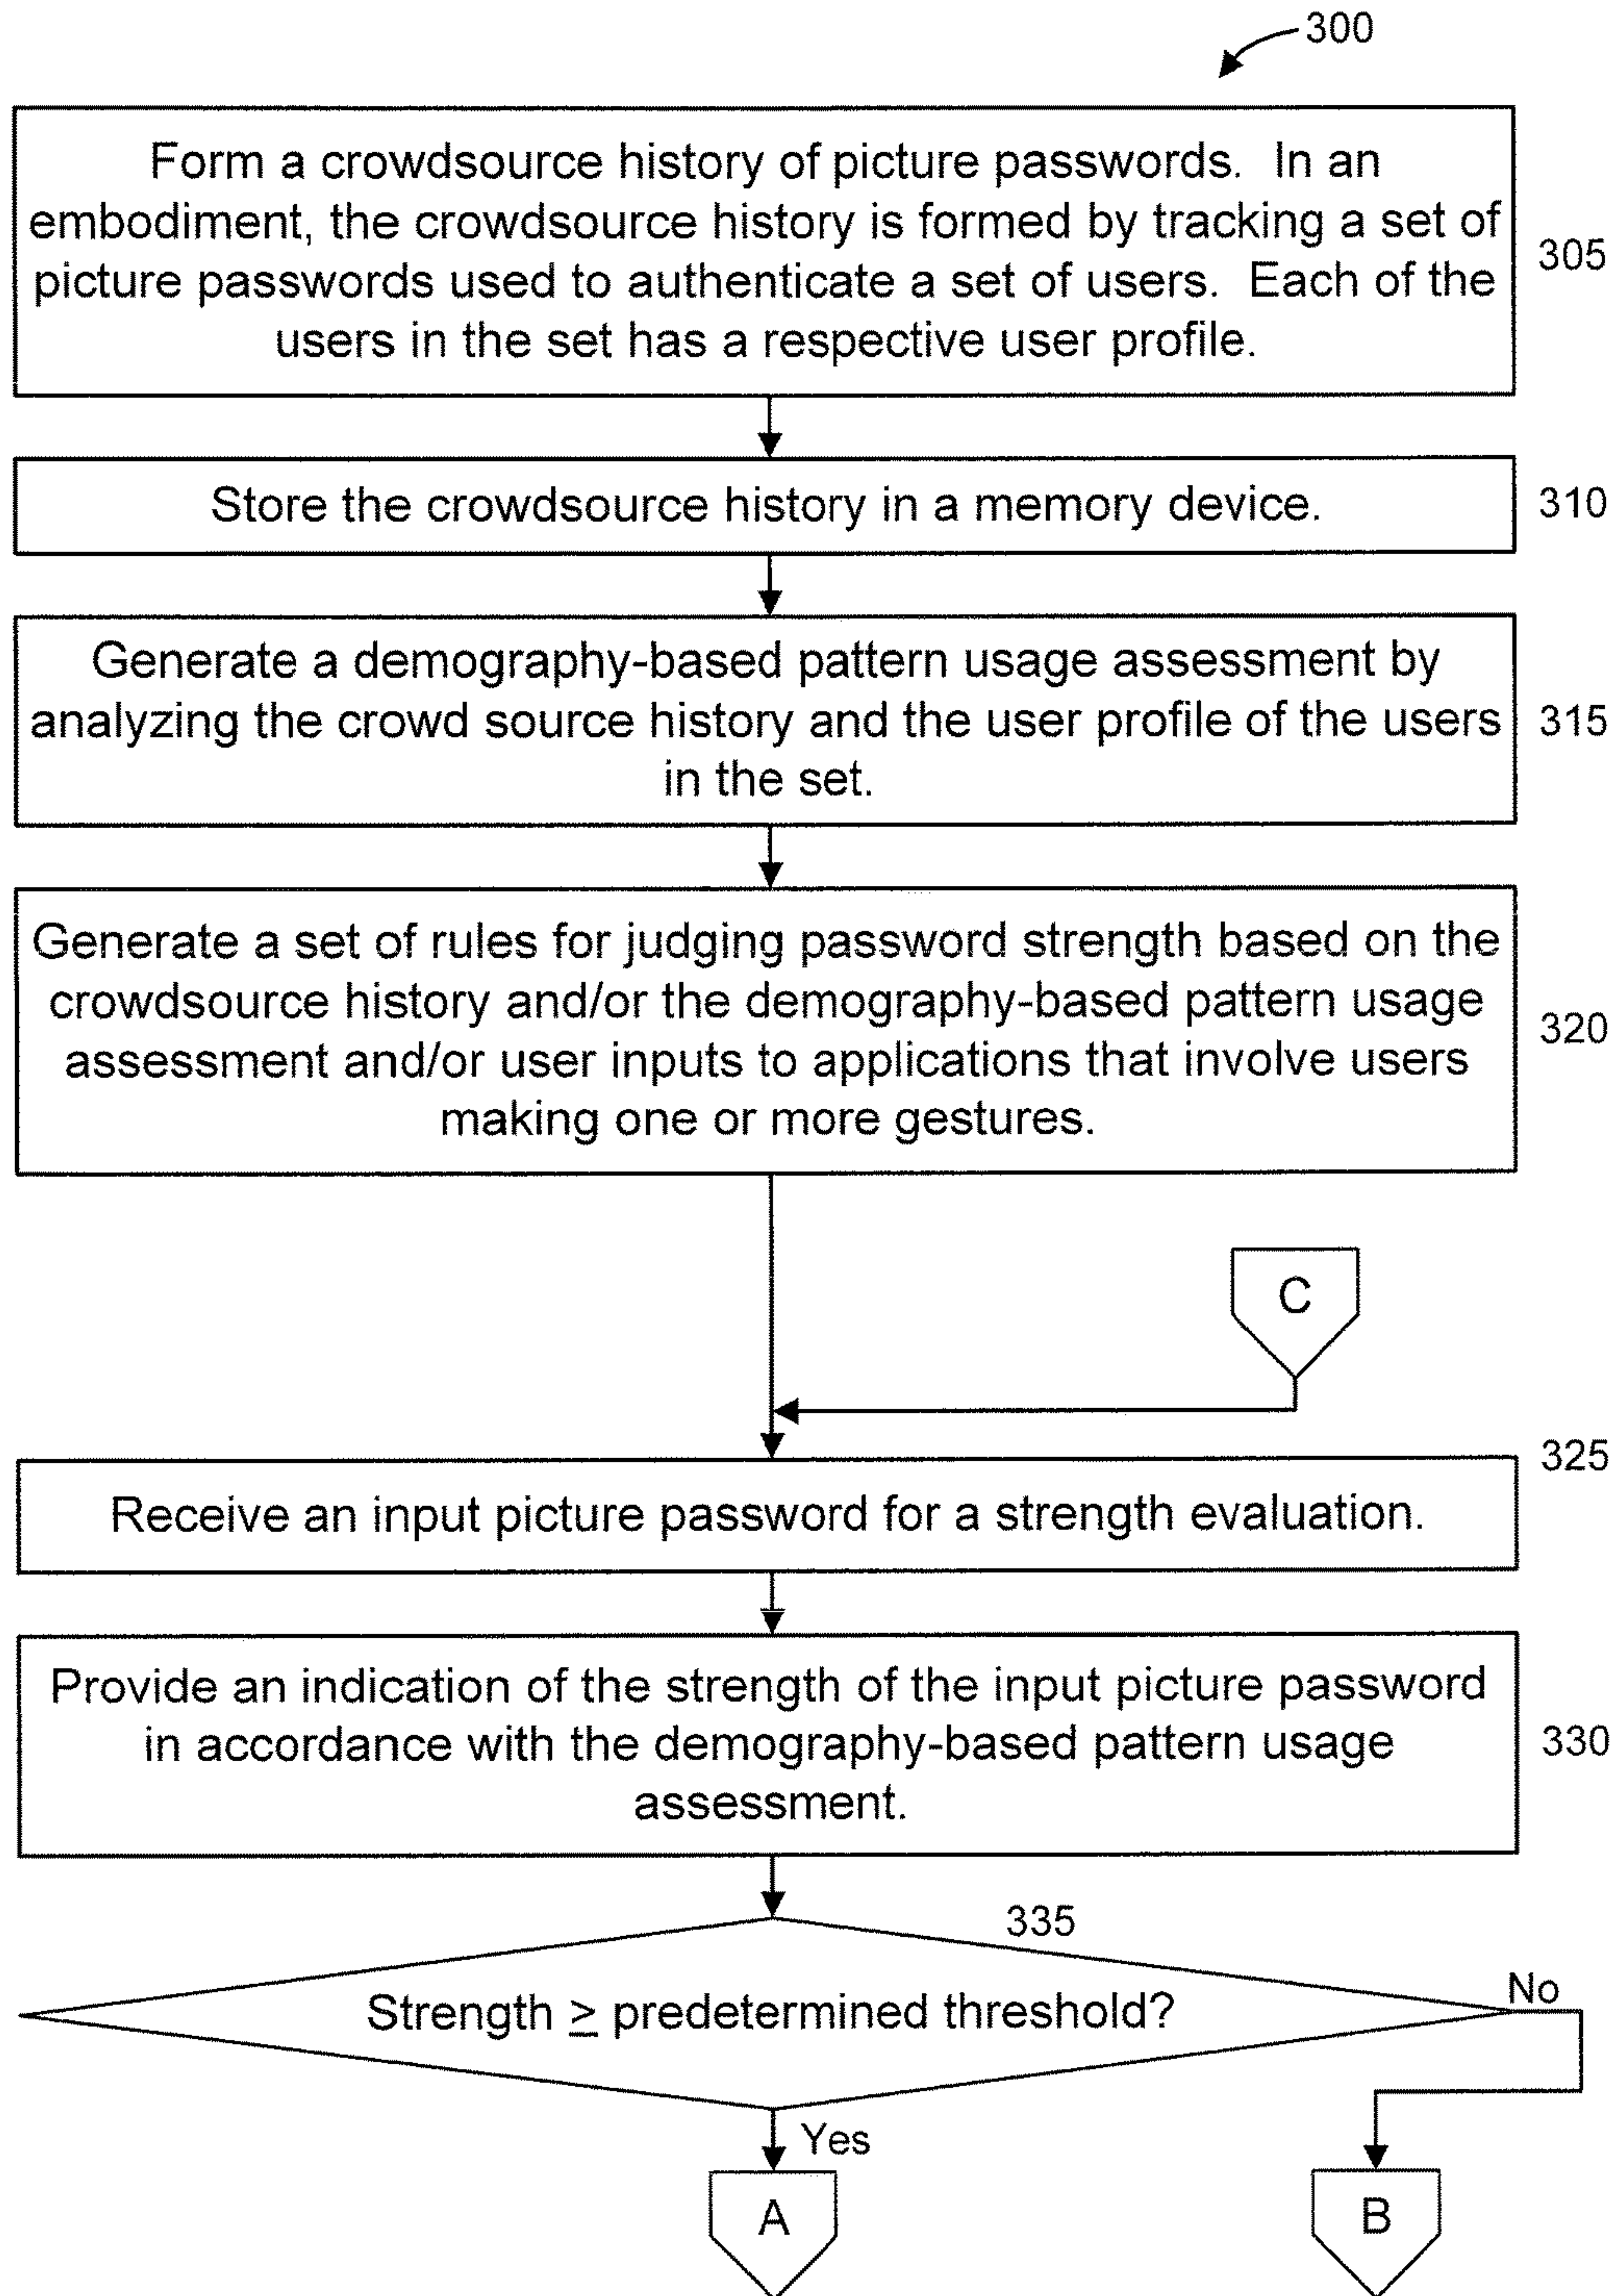 300
Form a crowdsource history of picture passwords.  In an
embodiment, the crowdsource history is formed by tracking a set of
picture passwords used to authenticate a set of users.  Each of the
users in the set has a respective user profile.
305
Store the crowdsource history in a memory device.
310
Generate a demography-based pattern usage assessment by
analyzing the crowd source history and the user profile of the users
in the set.
315
Generate a set of rules for judging password strength based on the
crowdsource history and/or the demography-based pattern usage
assessment and/or user inputs to applications that involve users
making one or more gestures.
320
C
325
Receive an input picture password for a strength evaluation.
Provide an indication of the strength of the input picture password
in accordance with the demography-based pattern usage
assessment.
330
335
Strength ≥ predetermined threshold?
No
Yes
A
B